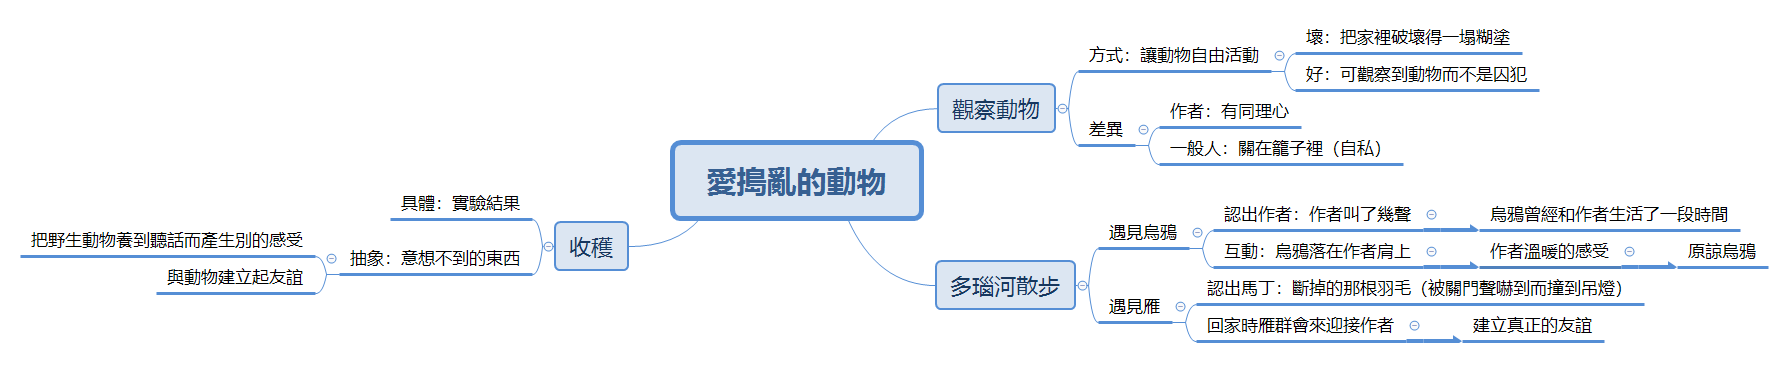 愛搗亂的動物
觀察動物
方式：讓動物自由活動
壞：把家裡破壞得一塌糊塗
好：可觀察到動物而不是囚犯
差異
作者：有同理心
一般人：關在籠子裡（自私）
多瑙河散步
遇見烏鴉
認出作者：作者叫了幾聲
烏鴉曾經和作者生活了一段時間
互動：烏鴉落在作者肩上
作者溫暖的感受
原諒烏鴉
遇見雁
認出馬丁：斷掉的那根羽毛（被關門聲嚇到而撞到吊燈）
回家時雁群會來迎接作者
建立真正的友誼
收穫
具體：實驗結果
抽象：意想不到的東西
把野生動物養到聽話而產生別的感受
與動物建立起友誼